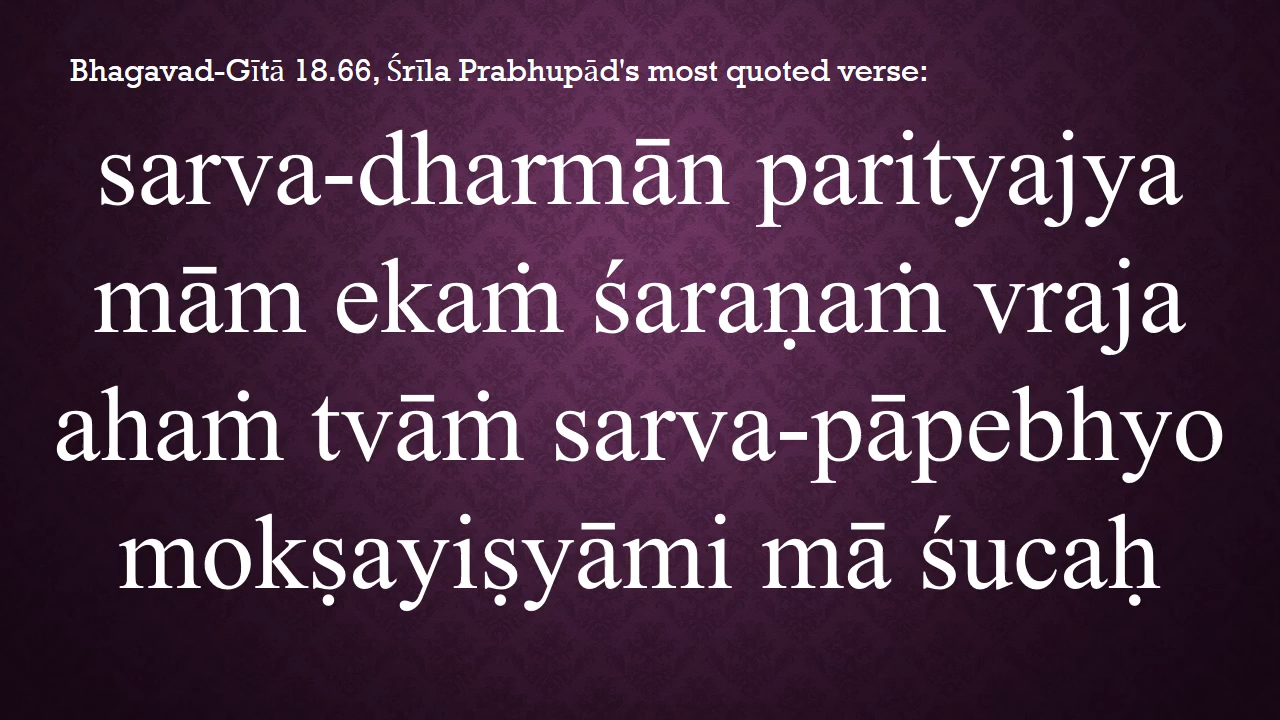 Bhagavad-Gītā 18.66, Śrīla Prabhupād's most quoted verse:
sarva-dharmān parityajya
mām ekaṁ śaraṇaṁ vraja
ahaṁ tvāṁ sarva-pāpebhyo
mokṣayiṣyāmi mā śucaḥ